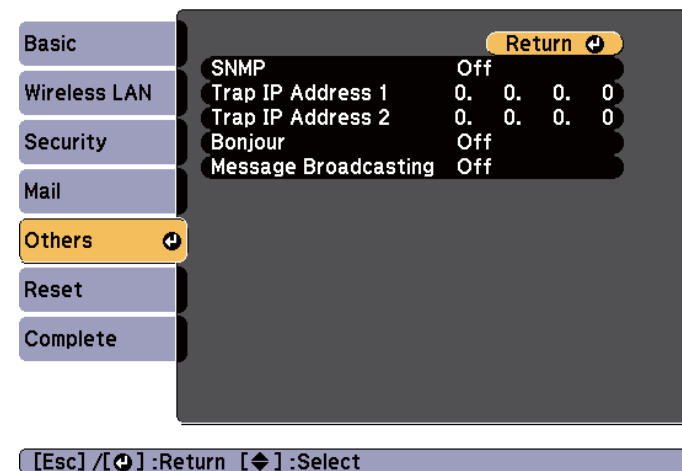 Basic
Wireless LAN
Security
Mail
Others
Reset
Complete
Return
SNMP Off
Trap IP Address 1 0. 0. 0. 0
Trap IP Address 2 0. 0. 0. 0
Bonjour Off
Message Broadcasting Off
[Esc] /[⏎] :Return [◆] :Select